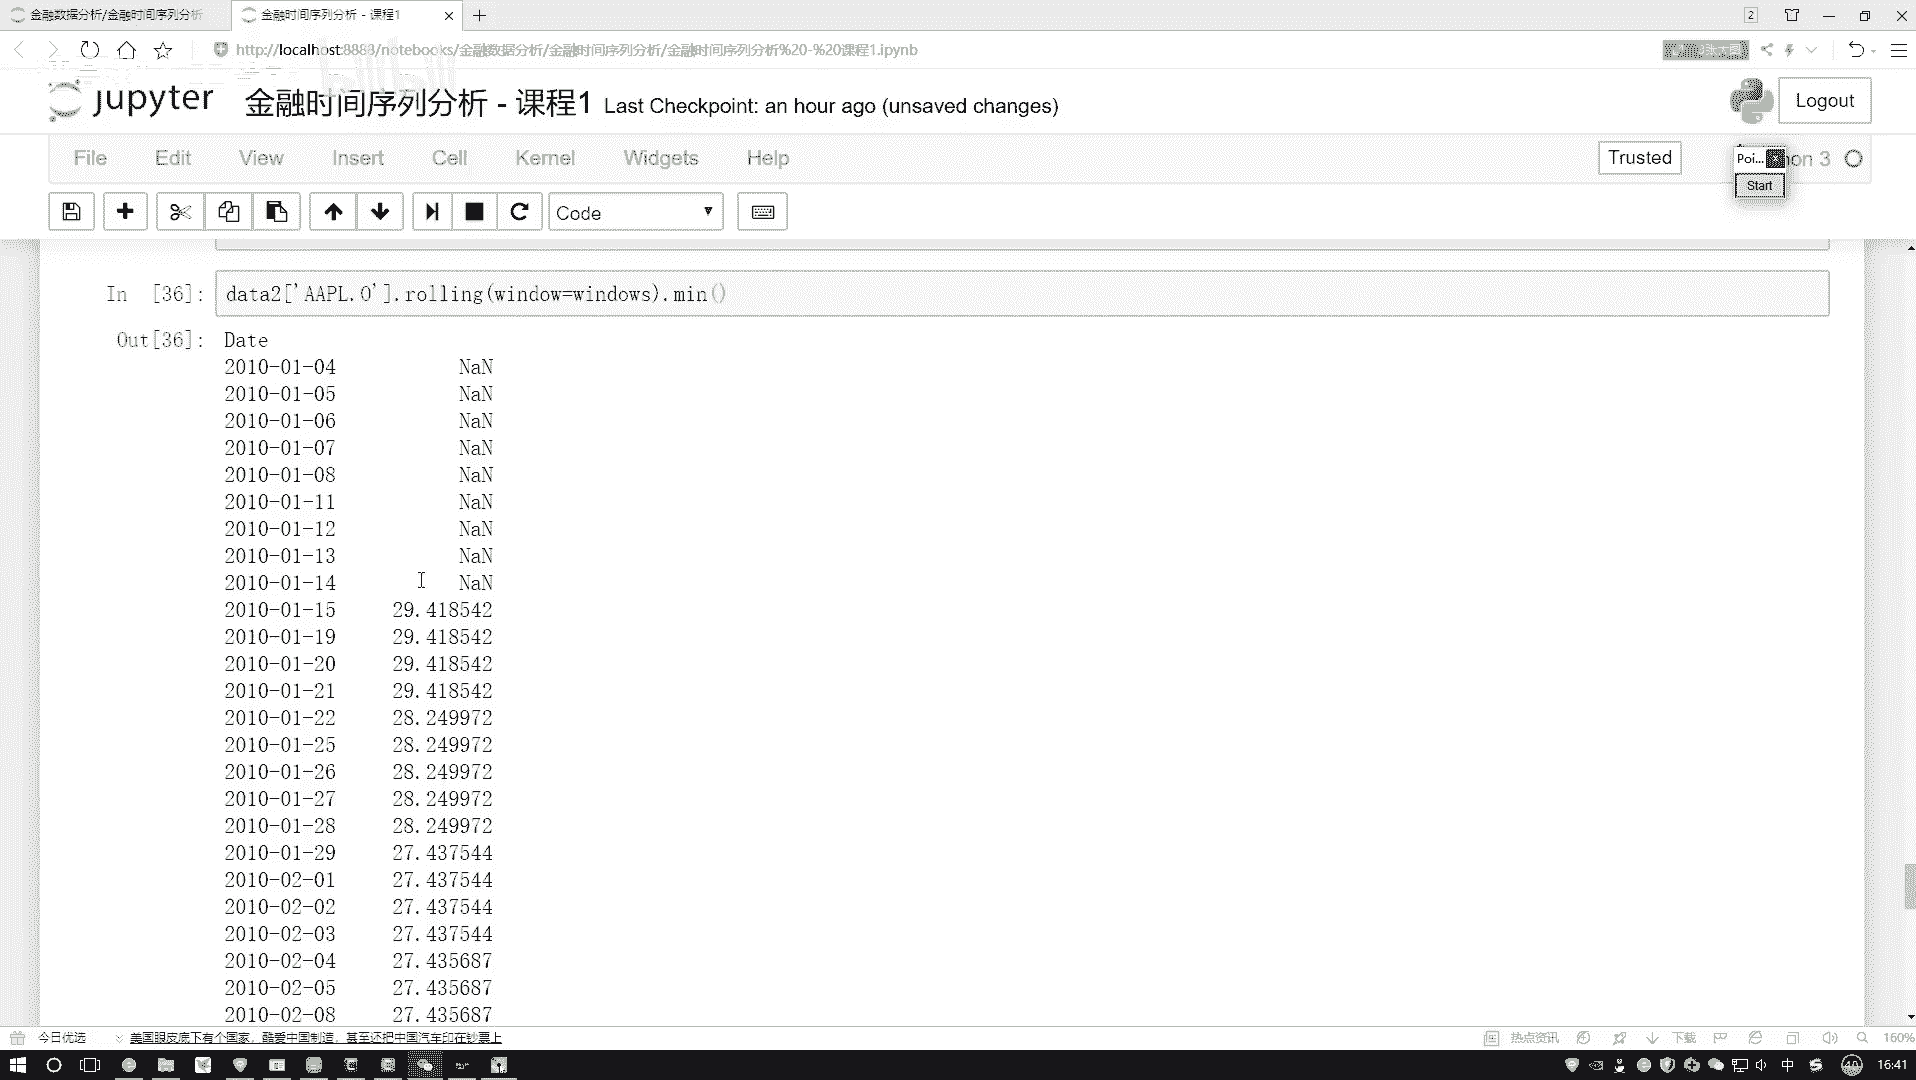 金融数据分析/金融时间序列分析
金融时间序列分析 - 课程1
2
http://localhost:8888/notebooks/金融数据分析/金融时间序列分析/金融时间序列分析%20-%20课程1.ipynb
jupyter 金融时间序列分析 - 课程1 Last Checkpoint: an hour ago (unsaved changes)
Logout
File Edit View Insert Cell Kernel Widgets Help
Trusted
Poi...
on 3
Start
Code
In [36]: data2['AAPL.O'].rolling(window=windows).min()
Out[36]: Date
2010-01-04 NaN
2010-01-05 NaN
2010-01-06 NaN
2010-01-07 NaN
2010-01-08 NaN
2010-01-11 NaN
2010-01-12 NaN
2010-01-13 NaN
2010-01-14 NaN
2010-01-15 29.418542
2010-01-19 29.418542
2010-01-20 29.418542
2010-01-21 29.418542
2010-01-22 28.249972
2010-01-25 28.249972
2010-01-26 28.249972
2010-01-27 28.249972
2010-01-28 28.249972
2010-01-29 27.437544
2010-02-01 27.437544
2010-02-02 27.437544
2010-02-03 27.437544
2010-02-04 27.435687
2010-02-05 27.435687
2010-02-08 27.435687
今日优选
美国眼皮底下有个国家，酷爱中国制造，甚至还把中国汽车印在钞票上
热点资讯
下载
160%
中
16:41